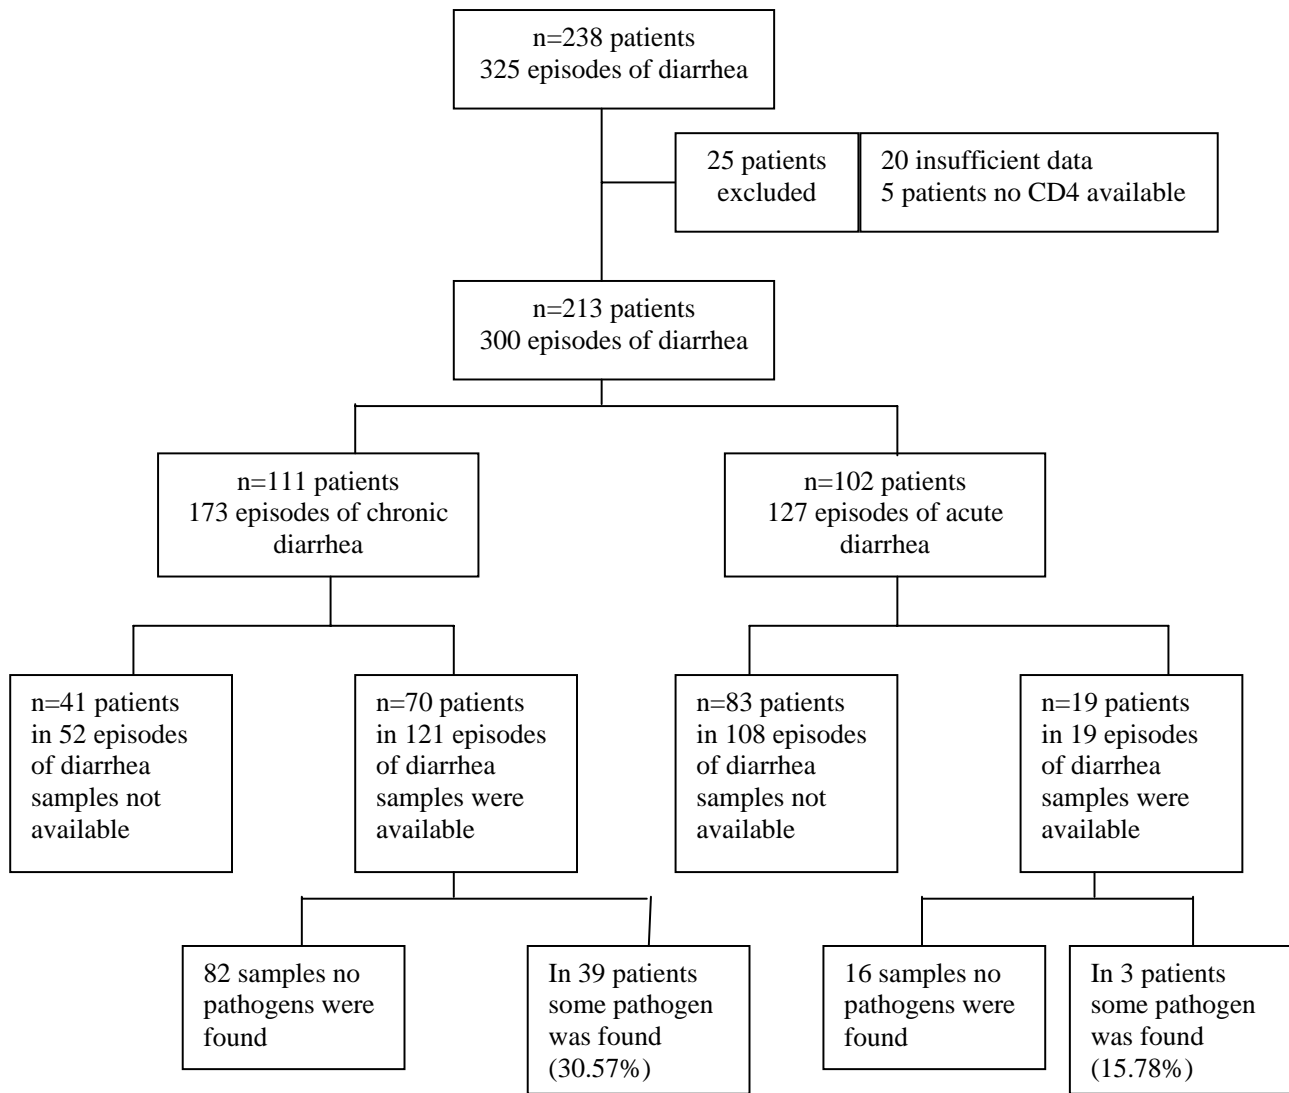 n=238 patients
325 episodes of diarrhea
25 patients
excluded
20 insufficient data
5 patients no CD4 available
n=213 patients
300 episodes of diarrhea
n=111 patients
173 episodes of chronic
diarrhea
n=102 patients
127 episodes of acute
diarrhea
n=41 patients
in 52 episodes
of diarrhea
samples not
available
n=70 patients
in 121 episodes
of diarrhea
samples were
available
n=83 patients
in 108 episodes
of diarrhea
samples not
available
n=19 patients
in 19 episodes
of diarrhea
samples were
available
82 samples no
pathogens were
found
In 39 patients
some pathogen
was found
(30.57%)
16 samples no
pathogens were
found
In 3 patients
some pathogen
was found
(15.78%)